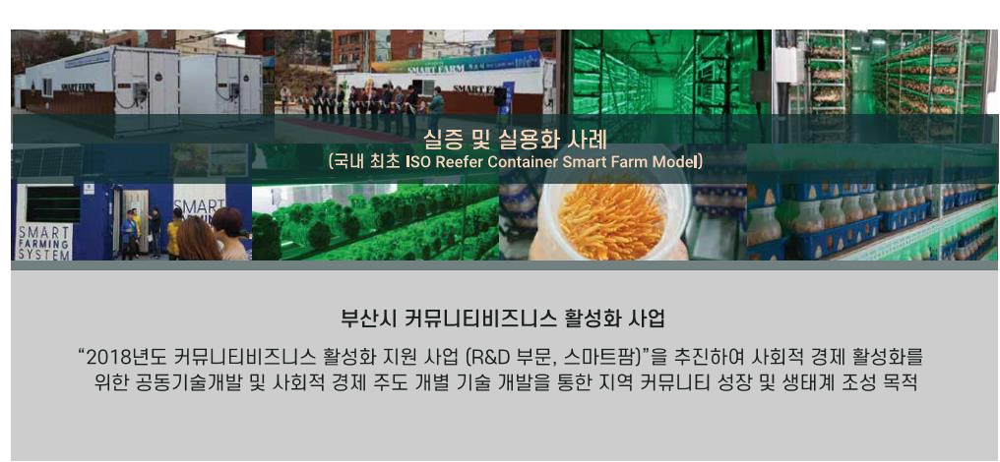 SMART FARM
SMART FARM
SMART FARM
실증 및 실용화 사례
(국내 최초 ISO Reefer Container Smart Farm Model)
SMART
SMART
FARMING
SYSTEM
부산시 커뮤니티비즈니스 활성화 사업
“2018년도 커뮤니티비즈니스 활성화 지원 사업 (R&D 부문, 스마트팜)”을 추진하여 사회적 경제 활성화를
위한 공동기술개발 및 사회적 경제 주도 개별 기술 개발을 통한 지역 커뮤니티 성장 및 생태계 조성 목적